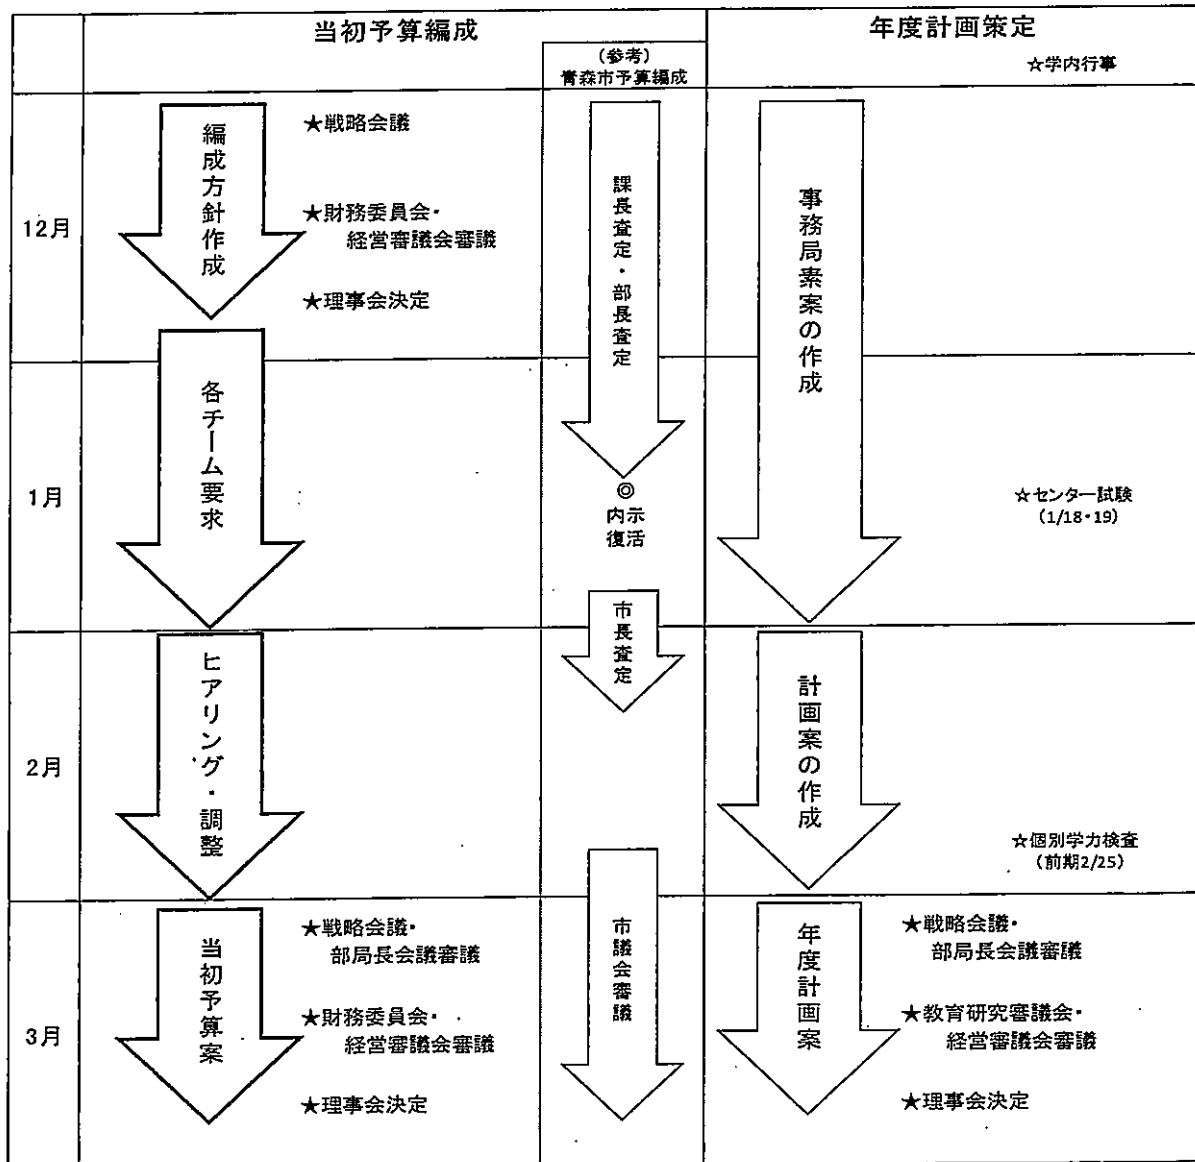 当初予算編成
年度計画策定
(参考)
青森市予算編成
☆学内行事
12月
編成方針作成
★戦略会議
★財務委員会・
経営審議会審議
★理事会決定
課長査定・部長査定
事務局素案の作成
1月
各チーム要求
◎
内示
復活
☆センター試験
(1/18・19)
市長査定
2月
ヒアリング・調整
計画案の作成
☆個別学力検査
(前期2/25)
3月
当初予算案
★戦略会議・
部局長会議審議
★財務委員会・
経営審議会審議
★理事会決定
市議会審議
年度計画案
★戦略会議・
部局長会議審議
★教育研究審議会・
経営審議会審議
★理事会決定